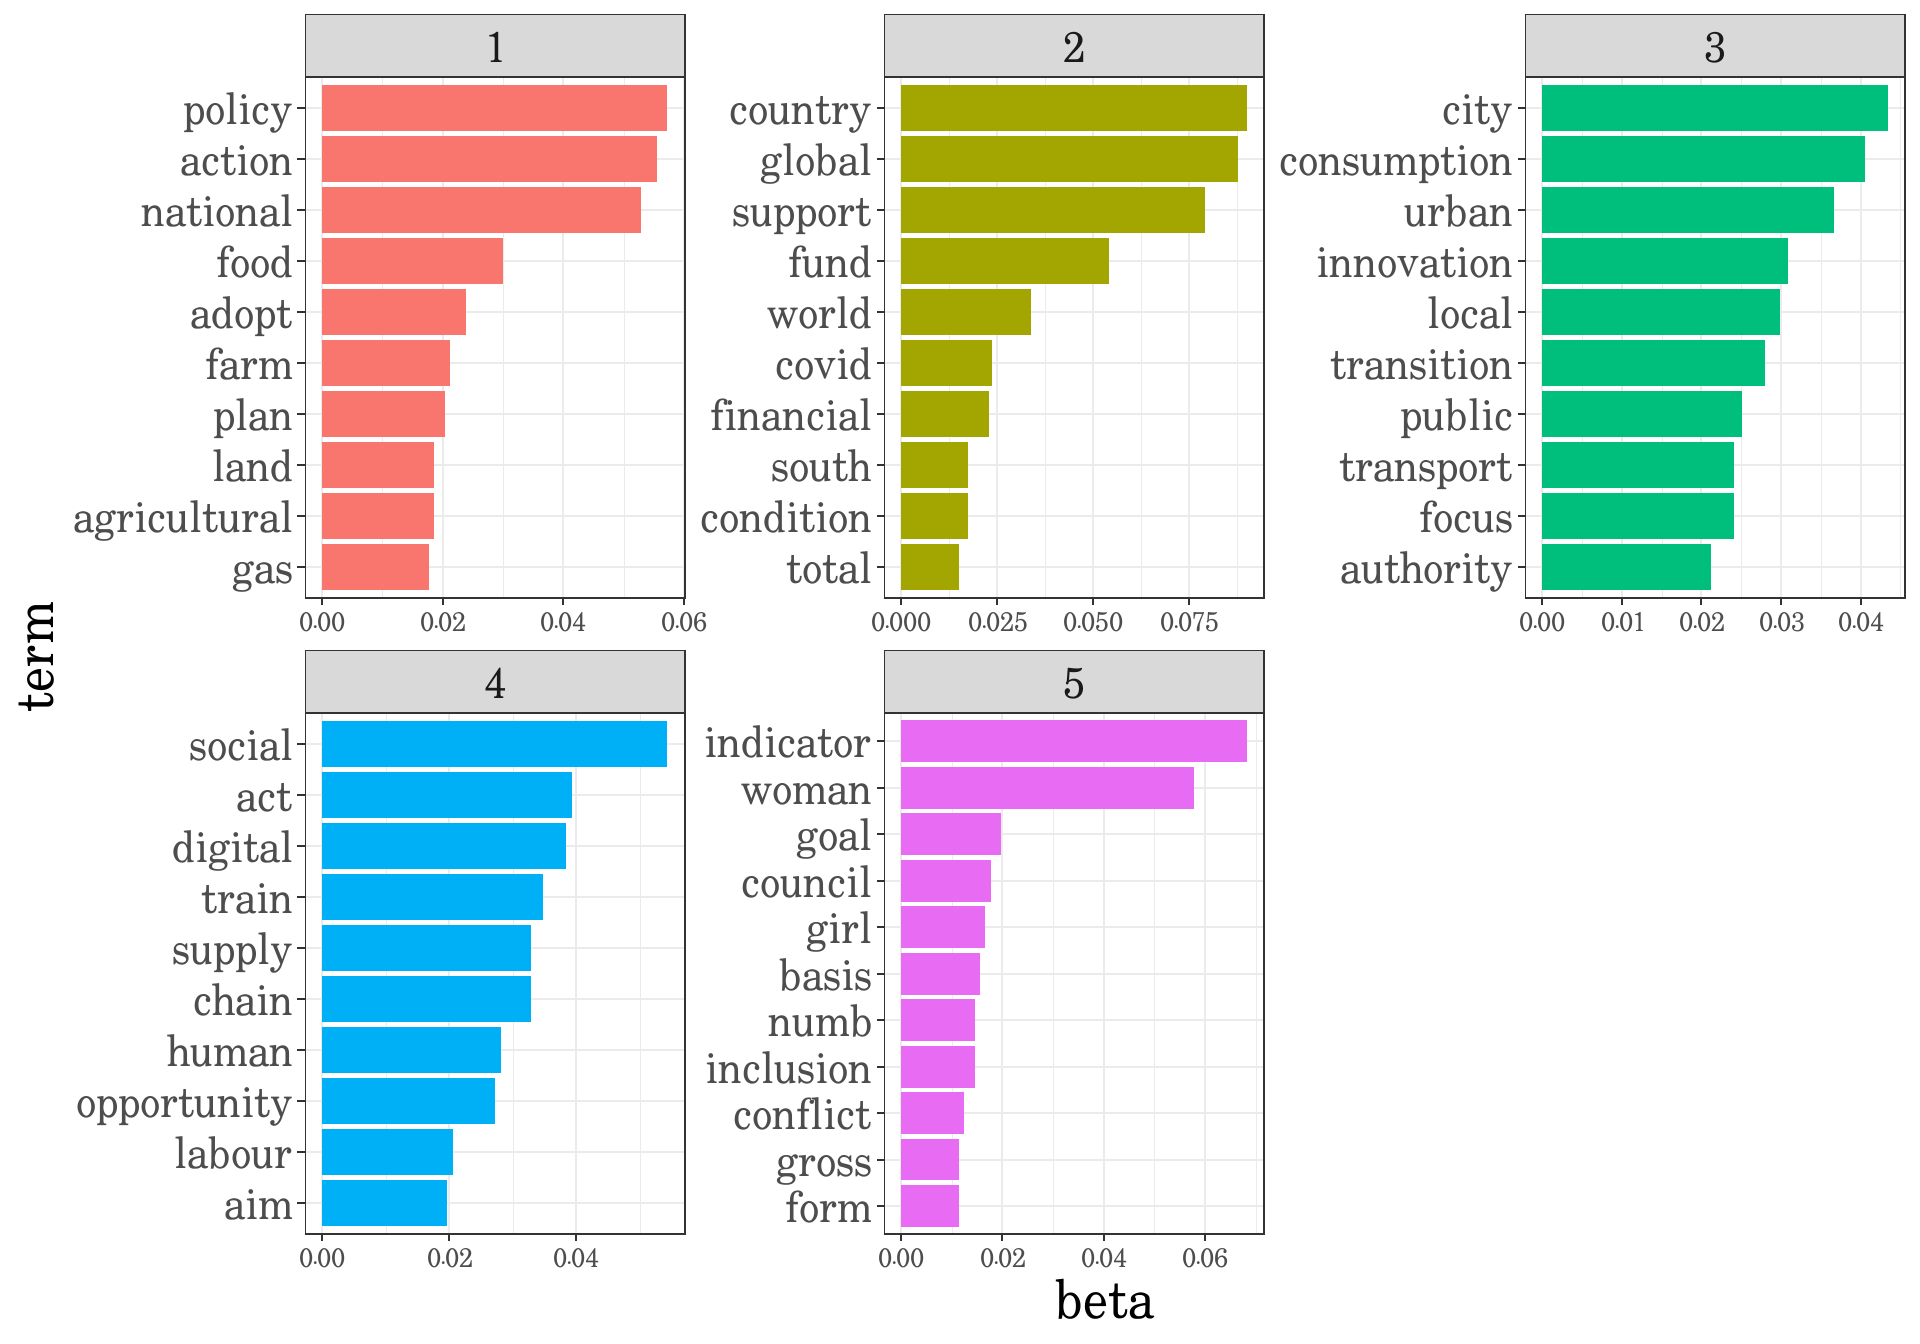 1
policy
action
national
food
adopt
farm
plan
land
agricultural
gas
0.00 0.02 0.04 0.06
2
country
global
support
fund
world
covid
financial
south
condition
total
0.000 0.025 0.050 0.075
3
city
consumption
urban
innovation
local
transition
public
transport
focus
authority
0.00 0.01 0.02 0.03 0.04
term
4
social
act
digital
train
supply
chain
human
opportunity
labour
aim
0.00 0.02 0.04
5
indicator
woman
goal
council
girl
basis
numb
inclusion
conflict
gross
form
0.00 0.02 0.04 0.06
beta